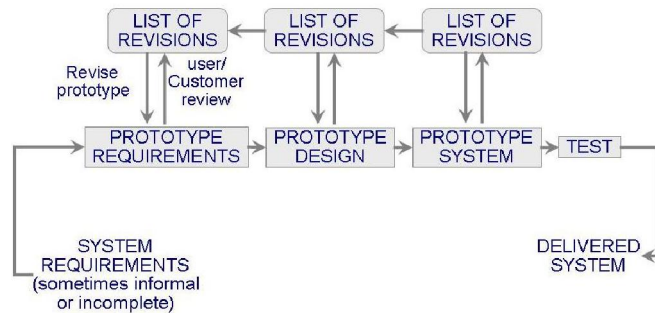 LIST OF
REVISIONS
LIST OF
REVISIONS
LIST OF
REVISIONS
Revise
prototype
user/
Customer
review
PROTOTYPE
REQUIREMENTS
PROTOTYPE
DESIGN
PROTOTYPE
SYSTEM
TEST
SYSTEM
REQUIREMENTS
(sometimes informal
or incomplete)
DELIVERED
SYSTEM